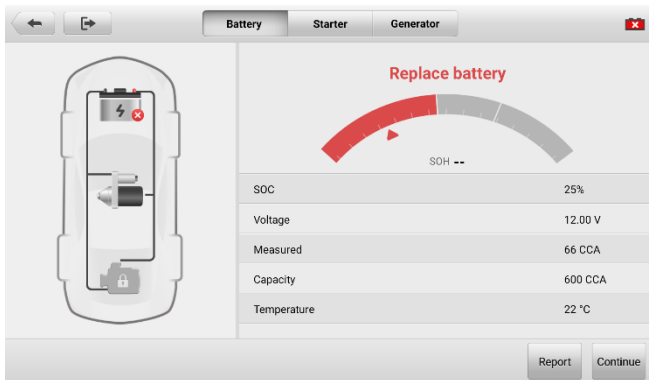 Battery Starter Generator
Replace battery
SOH --
SOC 25%
Voltage 12.00 V
Measured 66 CCA
Capacity 600 CCA
Temperature 22 °C
Report Continue